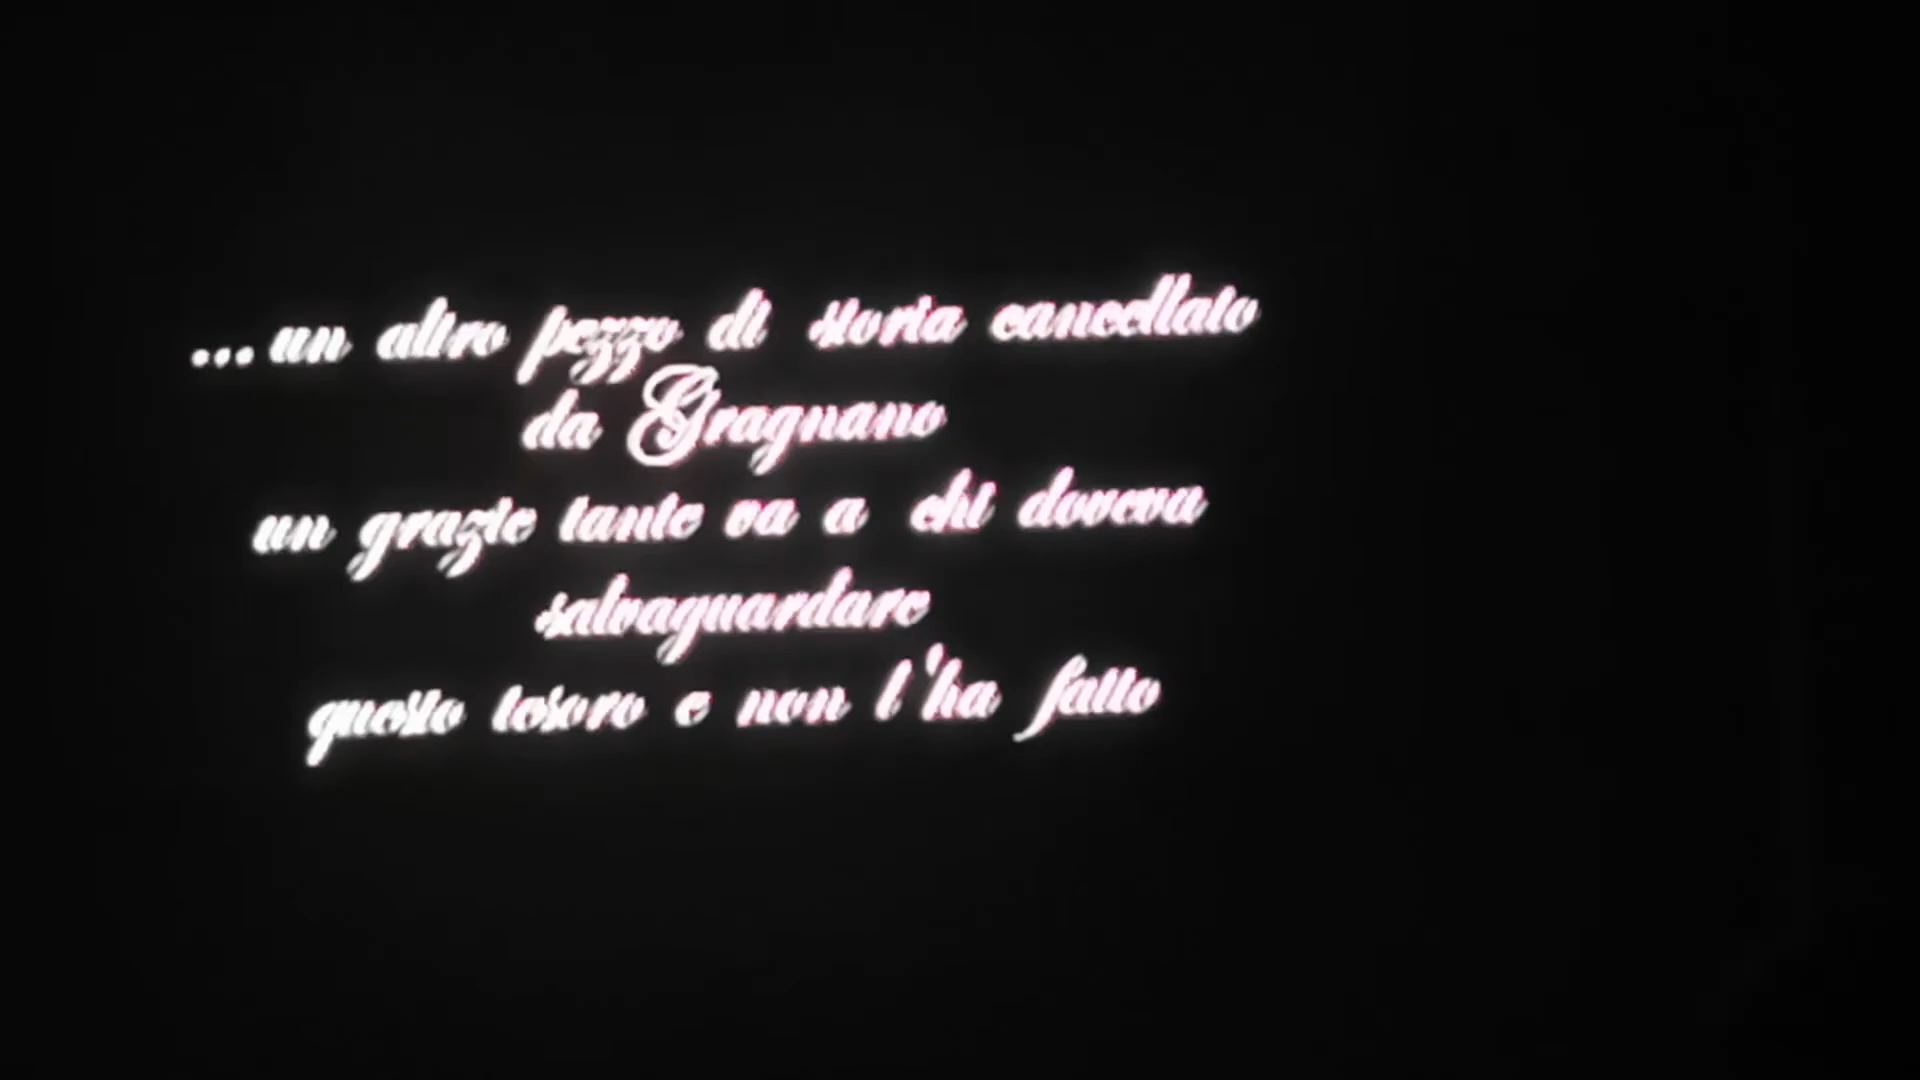 ...un altro pezzo di storia cancellato
da Gragnano
un grazie tante va a chi doveva
salvaguardare
questo tesoro e non l'ha fatto